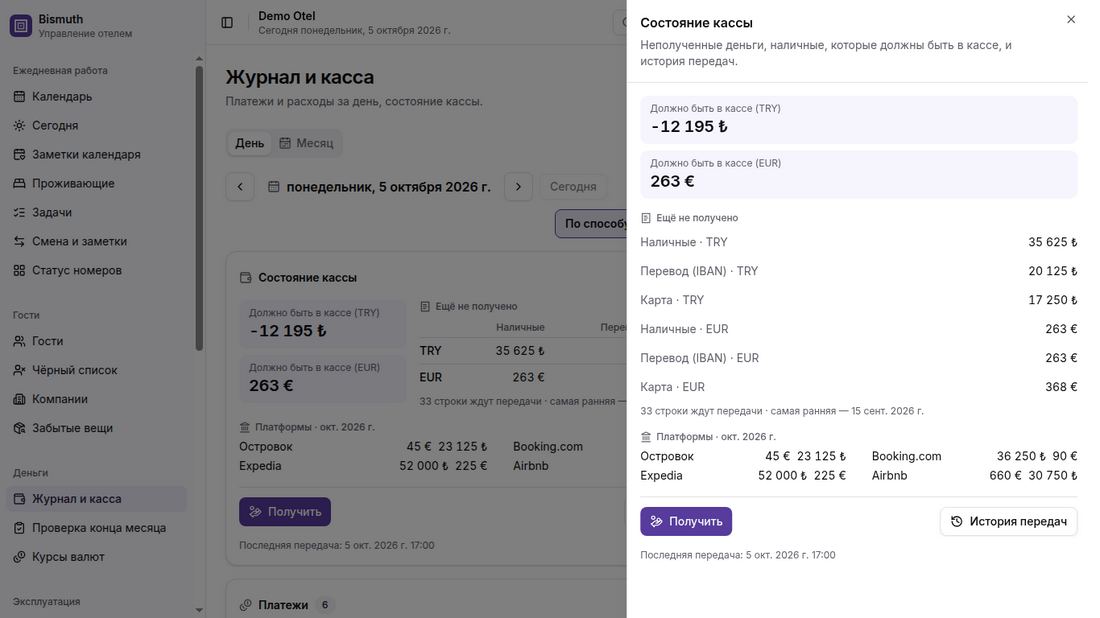 Bismuth
Управление отелем
Ежедневная работа
Календарь
Сегодня
Заметки календаря
Проживающие
Задачи
Смена и заметки
Статус номеров
Гости
Гости
Чёрный список
Компании
Забытые вещи
Деньги
Журнал и касса
Проверка конца месяца
Курсы валют
Эксплуатация
Demo Otel
Сегодня понедельник, 5 октября 2026 г.
Журнал и касса
Платежи и расходы за день, состояние кассы.
День Месяц
понедельник, 5 октября 2026 г. Сегодня
По способу
Состояние кассы
Должно быть в кассе (TRY)
-12 195 ₺
Должно быть в кассе (EUR)
263 €
Ещё не получено
Наличные
TRY 35 625 ₺
EUR 263 €
33 строки ждут передачи · самая ранняя —
Платформы · окт. 2026 г.
Островок 45 € 23 125 ₺ Booking.com
Expedia 52 000 ₺ 225 € Airbnb
Получить
Последняя передача: 5 окт. 2026 г. 17:00
Платежи 6
Состояние кассы
Неполученные деньги, наличные, которые должны быть в кассе, и
история передач.
Должно быть в кассе (TRY)
-12 195 ₺
Должно быть в кассе (EUR)
263 €
Ещё не получено
Наличные · TRY 35 625 ₺
Перевод (IBAN) · TRY 20 125 ₺
Карта · TRY 17 250 ₺
Наличные · EUR 263 €
Перевод (IBAN) · EUR 263 €
Карта · EUR 368 €
33 строки ждут передачи · самая ранняя — 15 сент. 2026 г.
Платформы · окт. 2026 г.
Островок 45 € 23 125 ₺ Booking.com 36 250 ₺ 90 €
Expedia 52 000 ₺ 225 € Airbnb 660 € 30 750 ₺
Получить История передач
Последняя передача: 5 окт. 2026 г. 17:00